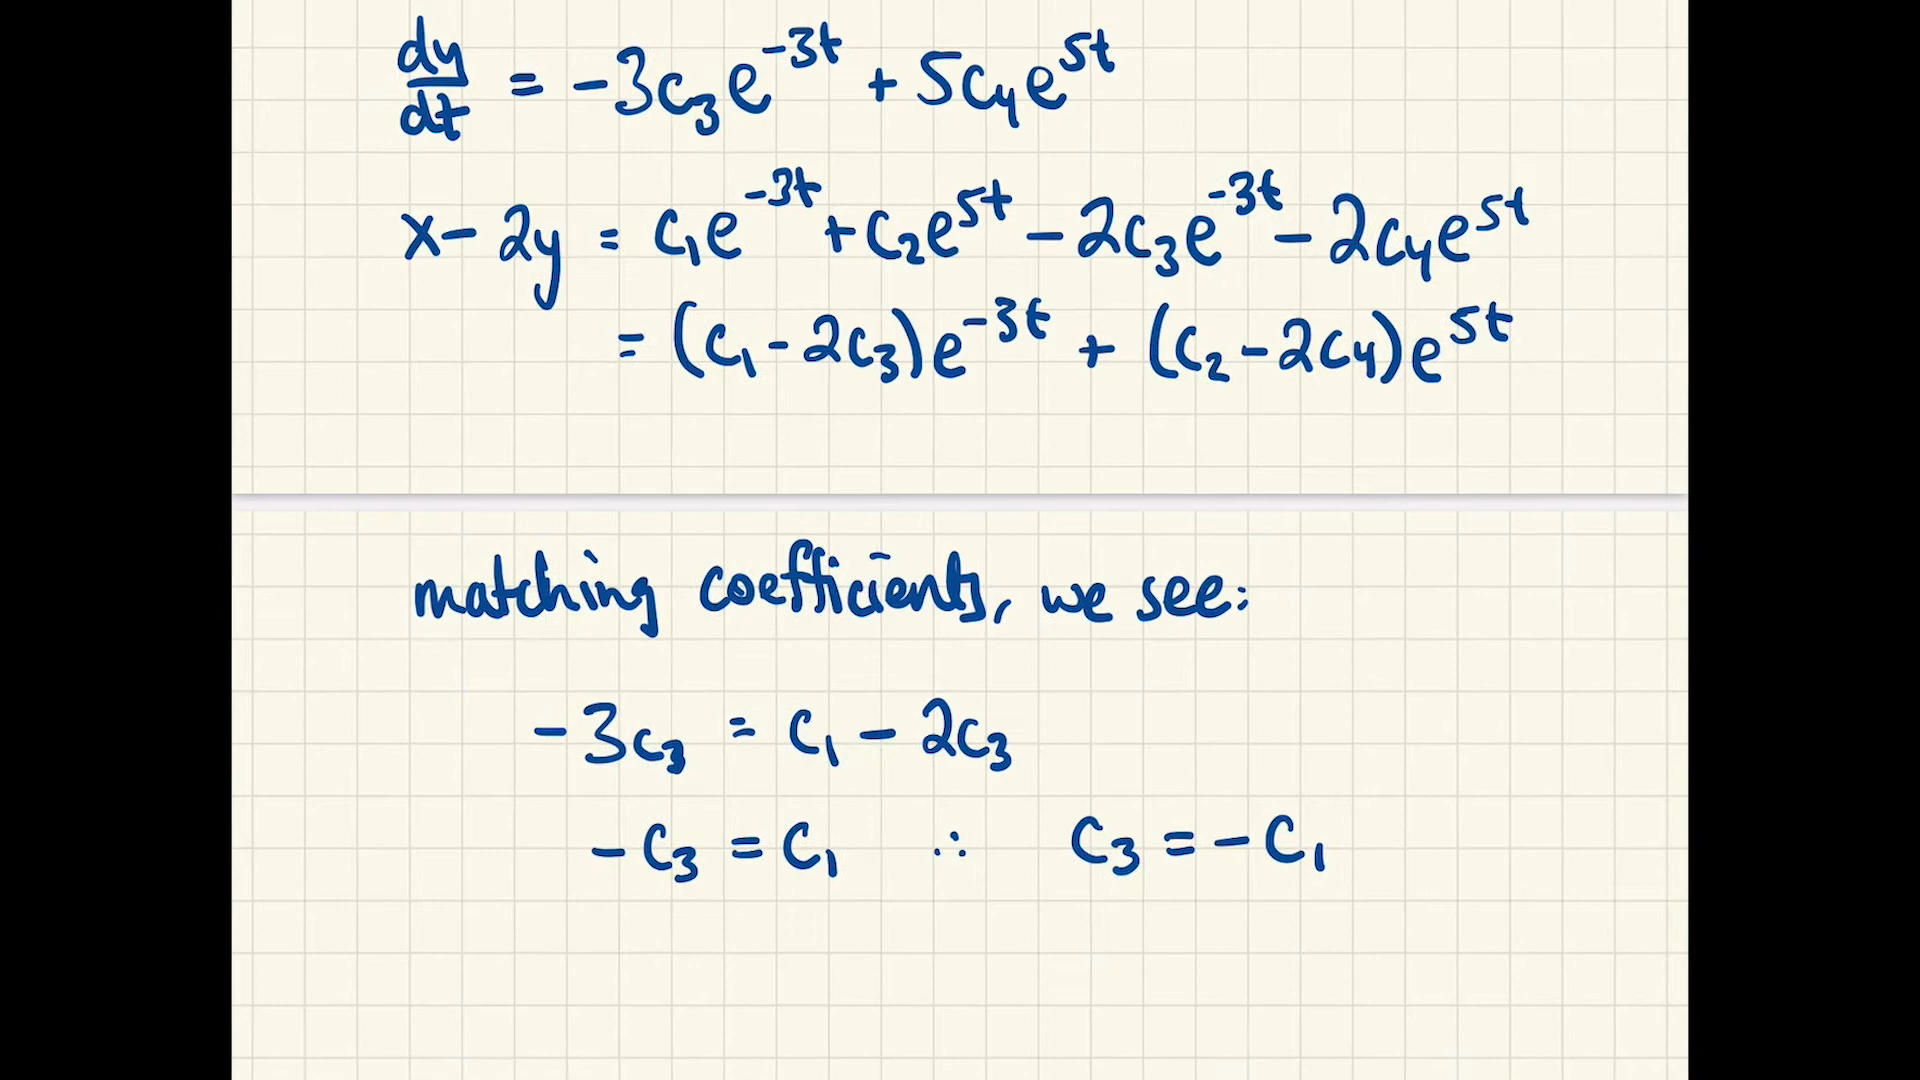 dy/dt = -3c₃e^-3t + 5c₄e^5t
x - 2y = c₁e^-3t + c₂e^5t - 2c₃e^-3t - 2c₄e^5t
= (c₁ - 2c₃)e^-3t + (c₂ - 2c₄)e^5t
matching coefficients, we see:
-3c₃ = c₁ - 2c₃
-c₃ = c₁ ∴ c₃ = -c₁